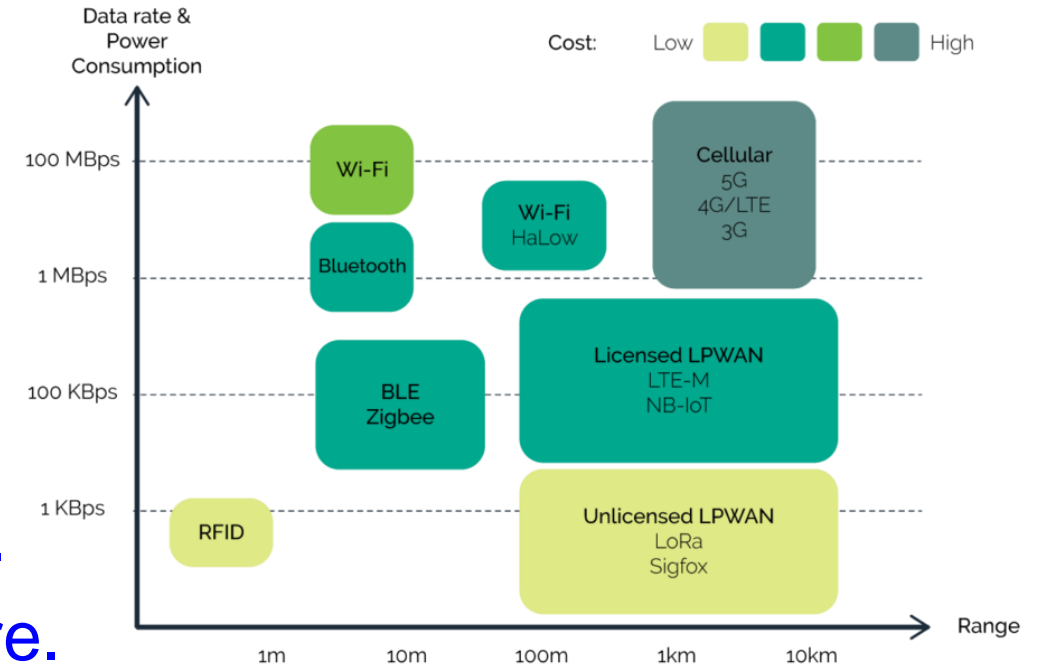 Data rate &
Power
Consumption
Cost:
Low
High
100 MBps
Wi-Fi
Cellular
5G
4G/LTE
3G
Wi-Fi
HaLow
Bluetooth
1 MBps
Licensed LPWAN
LTE-M
NB-IoT
100 KBps
BLE
Zigbee
1 KBps
RFID
Unlicensed LPWAN
LoRa
Sigfox
Range
1m
10m
100m
1km
10km